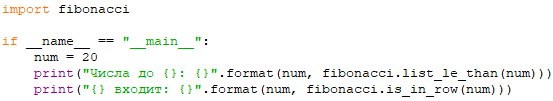 import fibonacci
if __name__ == "__main__":
num = 20
print("Числа до {}: {}".format(num, fibonacci.list_le_than(num)))
print("{} входит: {}".format(num, fibonacci.is_in_row(num)))